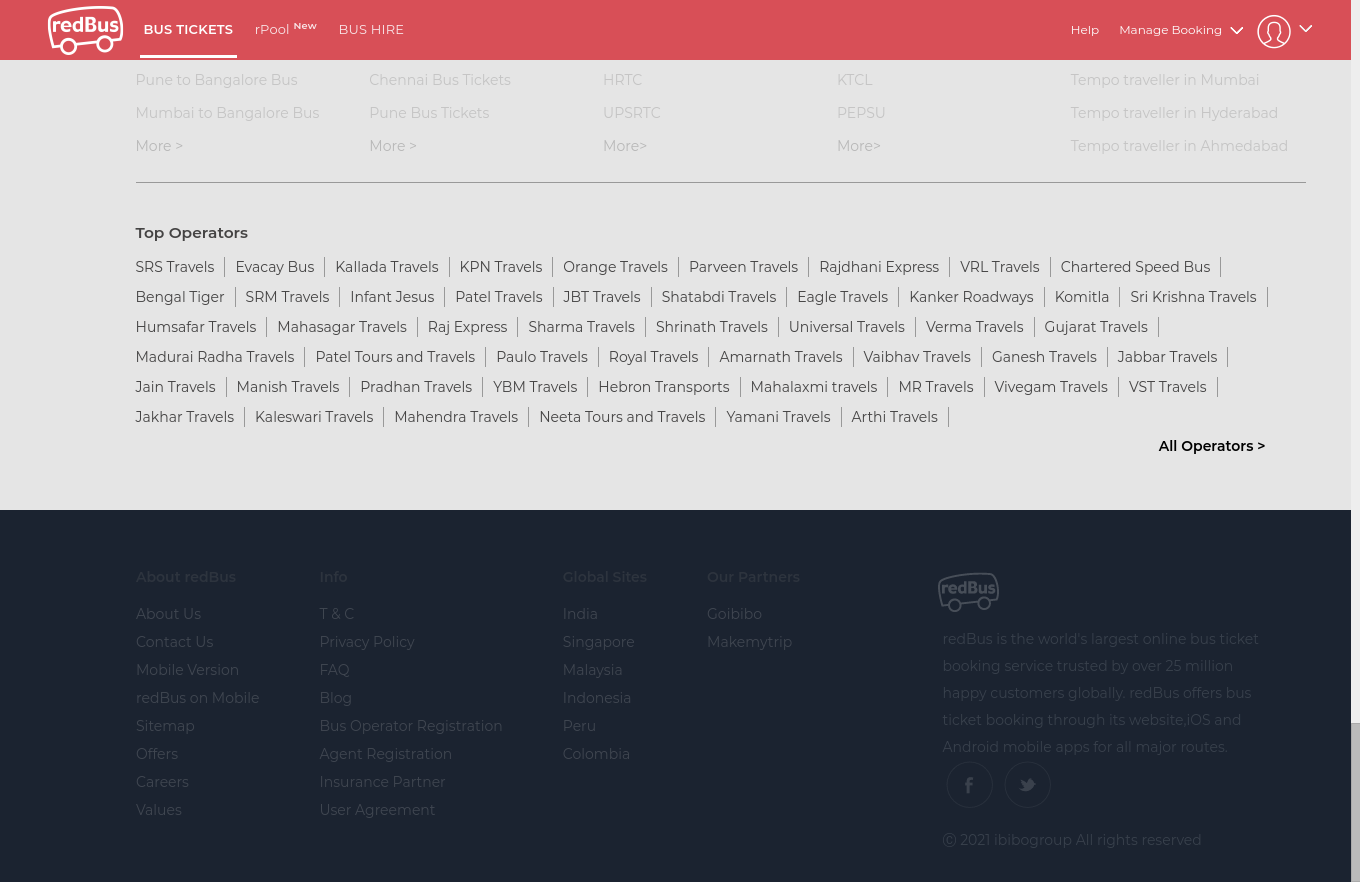 redBus BUS TICKETS rPool New BUS HIRE Help Manage Booking
Pune to Bangalore Bus Chennai Bus Tickets HRTC KTCL Tempo traveller in Mumbai
Mumbai to Bangalore Bus Pune Bus Tickets UPSRTC PEPSU Tempo traveller in Hyderabad
More > More > More> More> Tempo traveller in Ahmedabad
Top Operators
SRS Travels Evacay Bus Kallada Travels KPN Travels Orange Travels Parveen Travels Rajdhani Express VRL Travels Chartered Speed Bus
Bengal Tiger SRM Travels Infant Jesus Patel Travels JBT Travels Shatabdi Travels Eagle Travels Kanker Roadways Komitla Sri Krishna Travels
Humsafar Travels Mahasagar Travels Raj Express Sharma Travels Shrinath Travels Universal Travels Verma Travels Gujarat Travels
Madurai Radha Travels Patel Tours and Travels Paulo Travels Royal Travels Amarnath Travels Vaibhav Travels Ganesh Travels Jabbar Travels
Jain Travels Manish Travels Pradhan Travels YBM Travels Hebron Transports Mahalaxmi travels MR Travels Vivegam Travels VST Travels
Jakhar Travels Kaleswari Travels Mahendra Travels Neeta Tours and Travels Yamani Travels Arthi Travels
All Operators >
About redBus
About Us
Contact Us
Mobile Version
redBus on Mobile
Sitemap
Offers
Careers
Values
Info
T & C
Privacy Policy
FAQ
Blog
Bus Operator Registration
Agent Registration
Insurance Partner
User Agreement
Global Sites
India
Singapore
Malaysia
Indonesia
Peru
Colombia
Our Partners
Goibibo
Makemytrip
redBus
redBus is the world's largest online bus ticket
booking service trusted by over 25 million
happy customers globally. redBus offers bus
ticket booking through its website,iOS and
Android mobile apps for all major routes.
Ⓒ 2021 ibibogroup All rights reserved